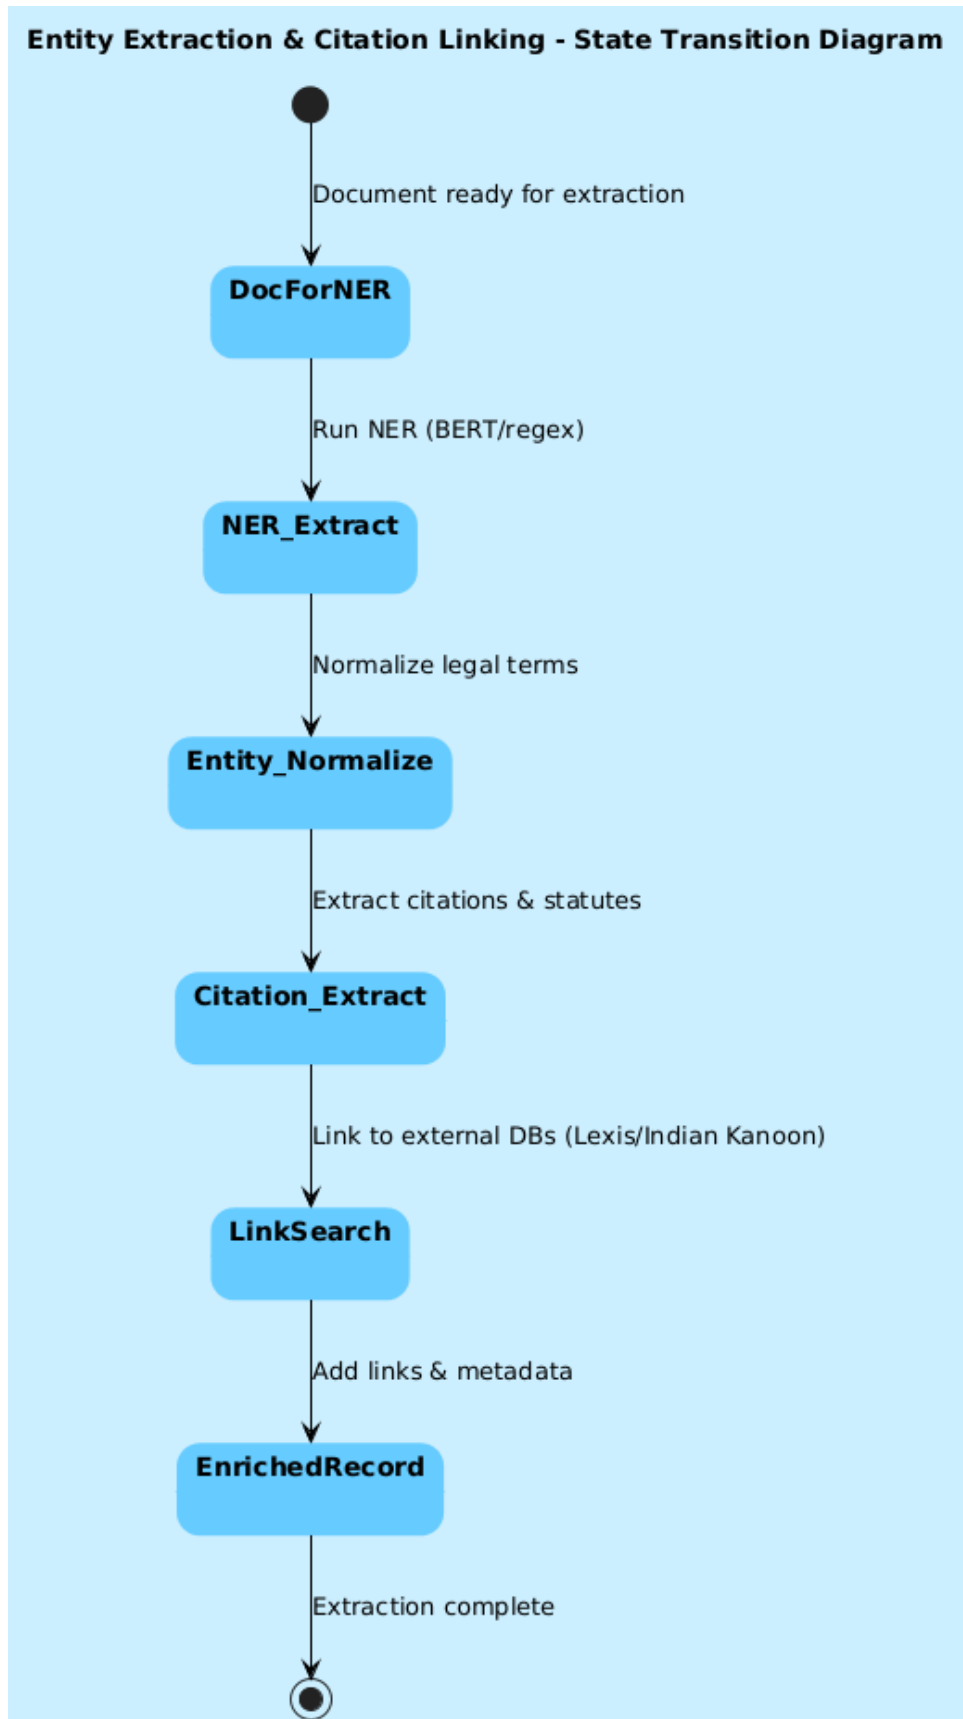 Entity Extraction & Citation Linking - State Transition Diagram
Document ready for extraction
DocForNER
Run NER (BERT/regex)
NER_Extract
Normalize legal terms
Entity_Normalize
Extract citations & statutes
Citation_Extract
Link to external DBs (Lexis/Indian Kanoon)
LinkSearch
Add links & metadata
EnrichedRecord
Extraction complete